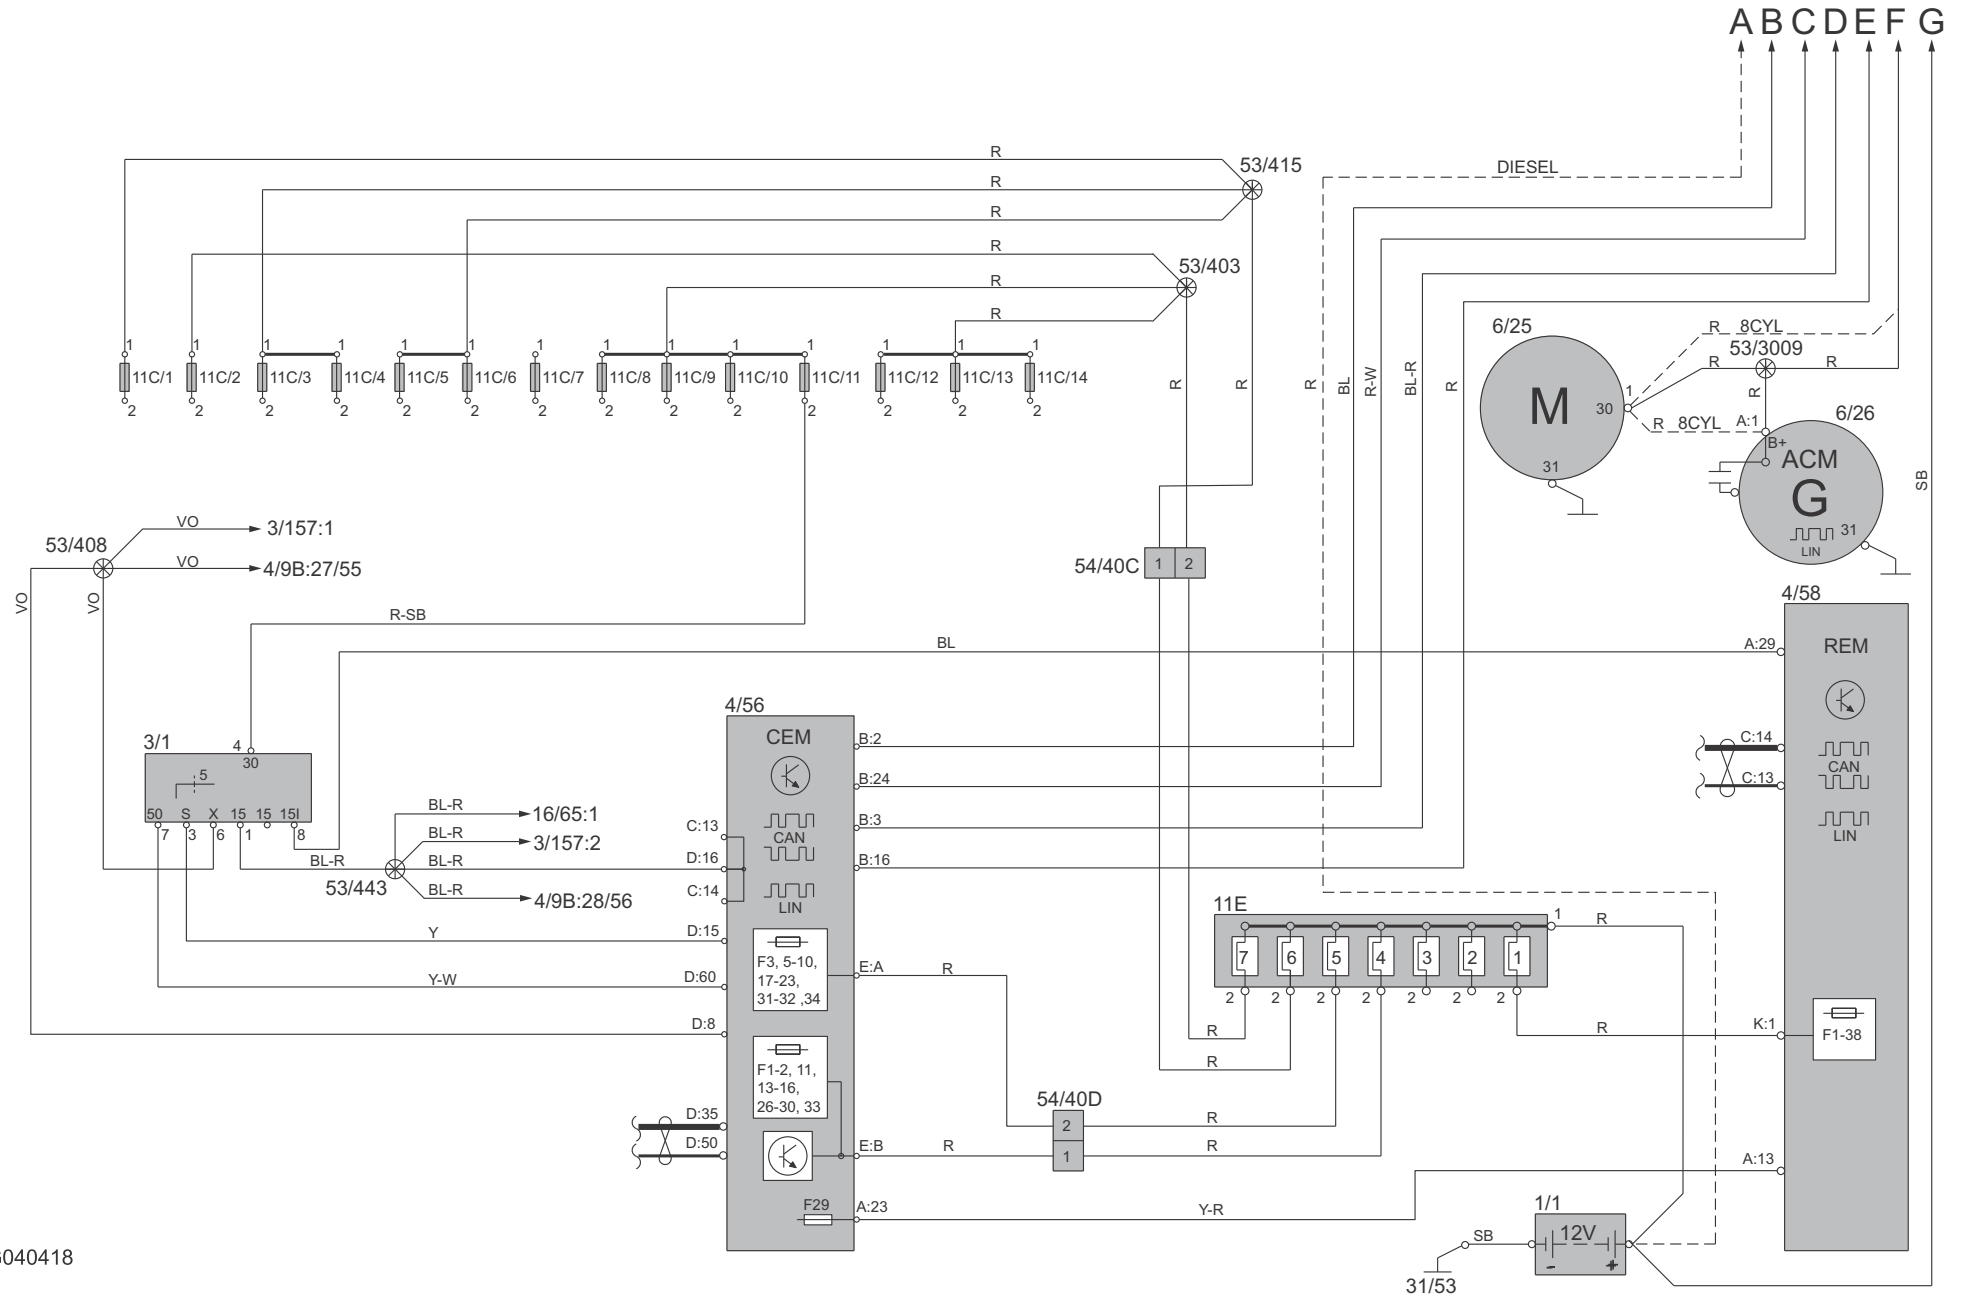 A B C D E F G
R
53/415
DIESEL
R
R
R
53/403
R
R
1 1 1 1 1 1 1 1 1 1 1 1 1 1
11C/1 11C/2 11C/3 11C/4 11C/5 11C/6 11C/7 11C/8 11C/9 11C/10 11C/11 11C/12 11C/13 11C/14
2 2 2 2 2 2 2 2 2 2 2 2 2 2
R R R BL R-W BL-R R
6/25
R 8CYL
53/3009
R R
R
1
M 30
31
R 8CYL A:1
6/26
B+
ACM
G
31
LIN
SB
VO 3/157:1
53/408
VO 4/9B:27/55
VO VO
54/40C 1 2
4/58
R-SB
BL
A:29 REM
4/56
CEM
B:2
C:14
CAN
C:13
LIN
3/1
4
30
5
50 S X 15 15 15I
7 3 6 1 8
BL-R 16/65:1
BL-R 3/157:2
BL-R BL-R
53/443
BL-R 4/9B:28/56
B:24
C:13
CAN
B:3
D:16
B:16
C:14
LIN
11E
1 R
7 6 5 4 3 2 1
2 2 2 2 2 2 2
Y D:15
F3, 5-10,
17-23,
31-32 ,34
E:A R
Y-W D:60
D:8
R
R
R K:1
F1-38
F1-2, 11,
13-16,
26-30, 33
54/40D
D:35
2 R
D:50
E:B R 1 R
A:13
F29 A:23 Y-R
1/1
12V
SB
- +
31/53
040418